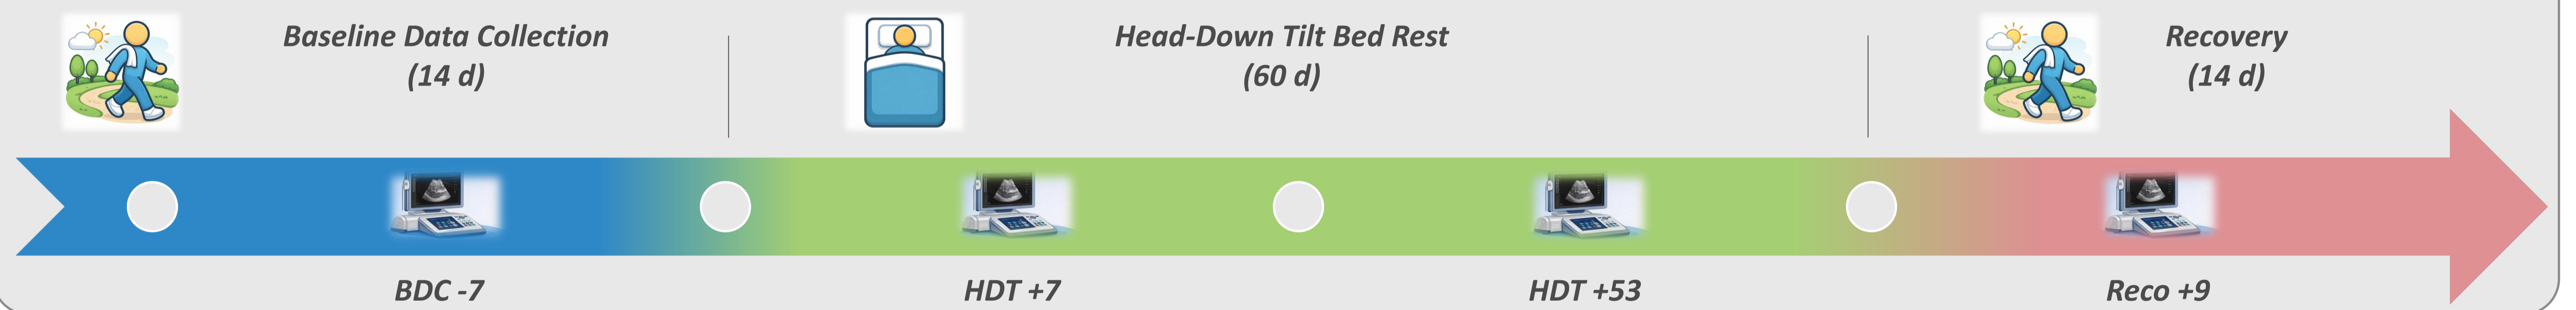 Baseline Data Collection
(14 d)
Head-Down Tilt Bed Rest
(60 d)
Recovery
(14 d)
BDC -7
HDT +7
HDT +53
Reco +9